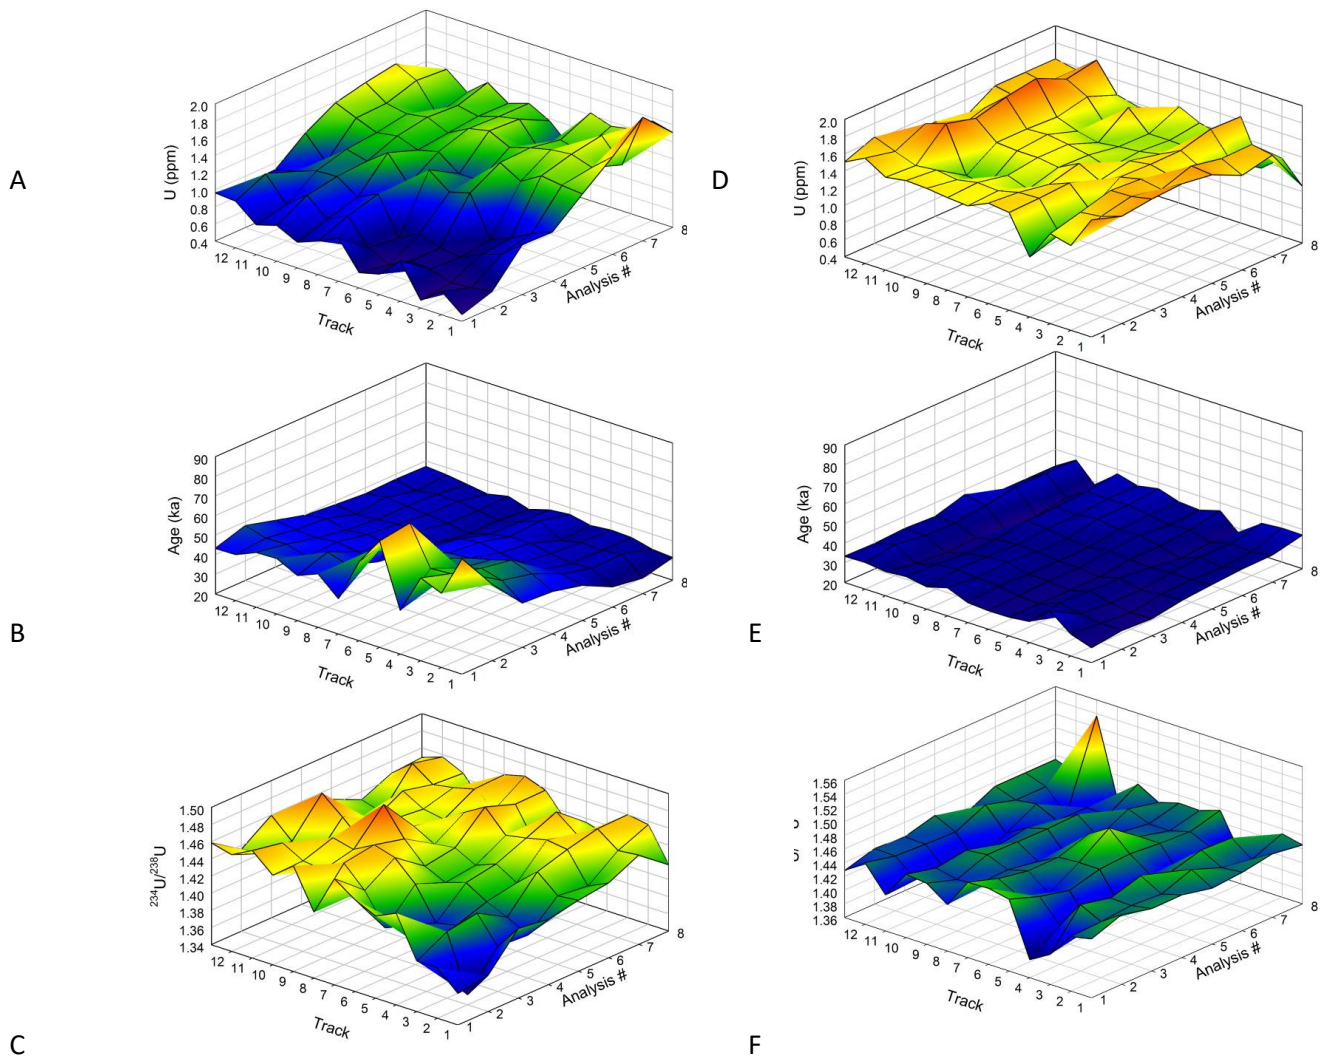 A
2.0
1.8
1.6
1.4
1.2
1.0
0.8
0.6
0.4
U (ppm)
12 11 10 9 8 7 6 5 4 3 2 1
Track
1 2 3 4 5 6 7 8
Analysis #
D
2.0
1.8
1.6
1.4
1.2
1.0
0.8
0.6
0.4
U (ppm)
12 11 10 9 8 7 6 5 4 3 2 1
Track
1 2 3 4 5 6 7 8
Analysis #
B
90
80
70
60
50
40
30
20
Age (ka)
12 11 10 9 8 7 6 5 4 3 2 1
Track
1 2 3 4 5 6 7 8
Analysis #
E
90
80
70
60
50
40
30
20
Age (ka)
12 11 10 9 8 7 6 5 4 3 2 1
Track
1 2 3 4 5 6 7 8
Analysis #
C
1.50
1.48
1.46
1.44
1.42
1.40
1.38
1.36
1.34
²³⁴U/²³⁸U
12 11 10 9 8 7 6 5 4 3 2 1
Track
1 2 3 4 5 6 7 8
Analysis #
F
1.56
1.54
1.52
1.50
1.48
1.46
1.44
1.42
1.40
1.38
1.36
12 11 10 9 8 7 6 5 4 3 2 1
Track
1 2 3 4 5 6 7 8
Analysis #